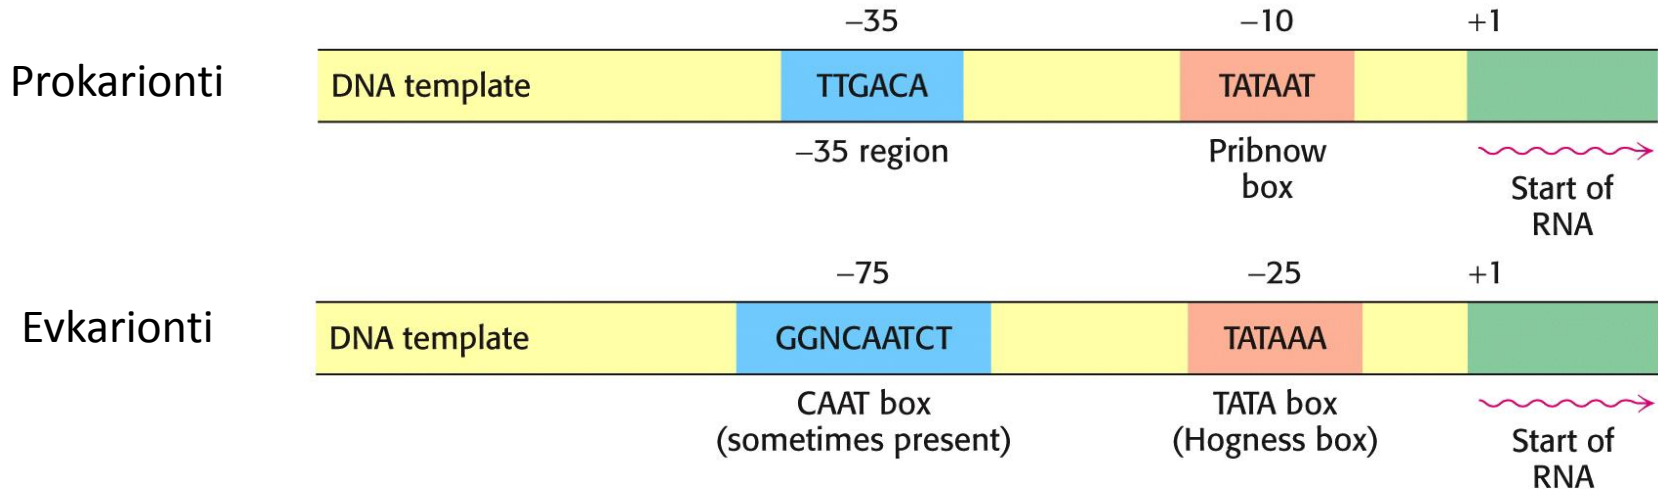 −35 −10 +1
Prokarionti DNA template TTGACA TATAAT
−35 region Pribnow
box
Start of
RNA
−75 −25 +1
Evkarionti DNA template GGNCAATCT TATAAA
CAAT box TATA box
(sometimes present) (Hogness box) Start of
RNA